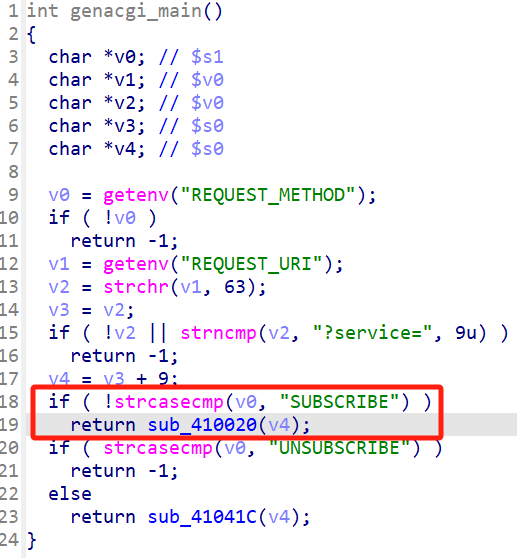 1 int genacgi_main()
2 {
3 char *v0; // $s1
4 char *v1; // $v0
5 char *v2; // $v0
6 char *v3; // $s0
7 char *v4; // $s0
8
9 v0 = getenv("REQUEST_METHOD");
10 if ( !v0 )
11 return -1;
12 v1 = getenv("REQUEST_URI");
13 v2 = strchr(v1, 63);
14 v3 = v2;
15 if ( !v2 || strncmp(v2, "?service=", 9u) )
16 return -1;
17 v4 = v3 + 9;
18 if ( !strcasecmp(v0, "SUBSCRIBE") )
19 return sub_410020(v4);
20 if ( strcasecmp(v0, "UNSUBSCRIBE") )
21 return -1;
22 else
23 return sub_41041C(v4);
24 }